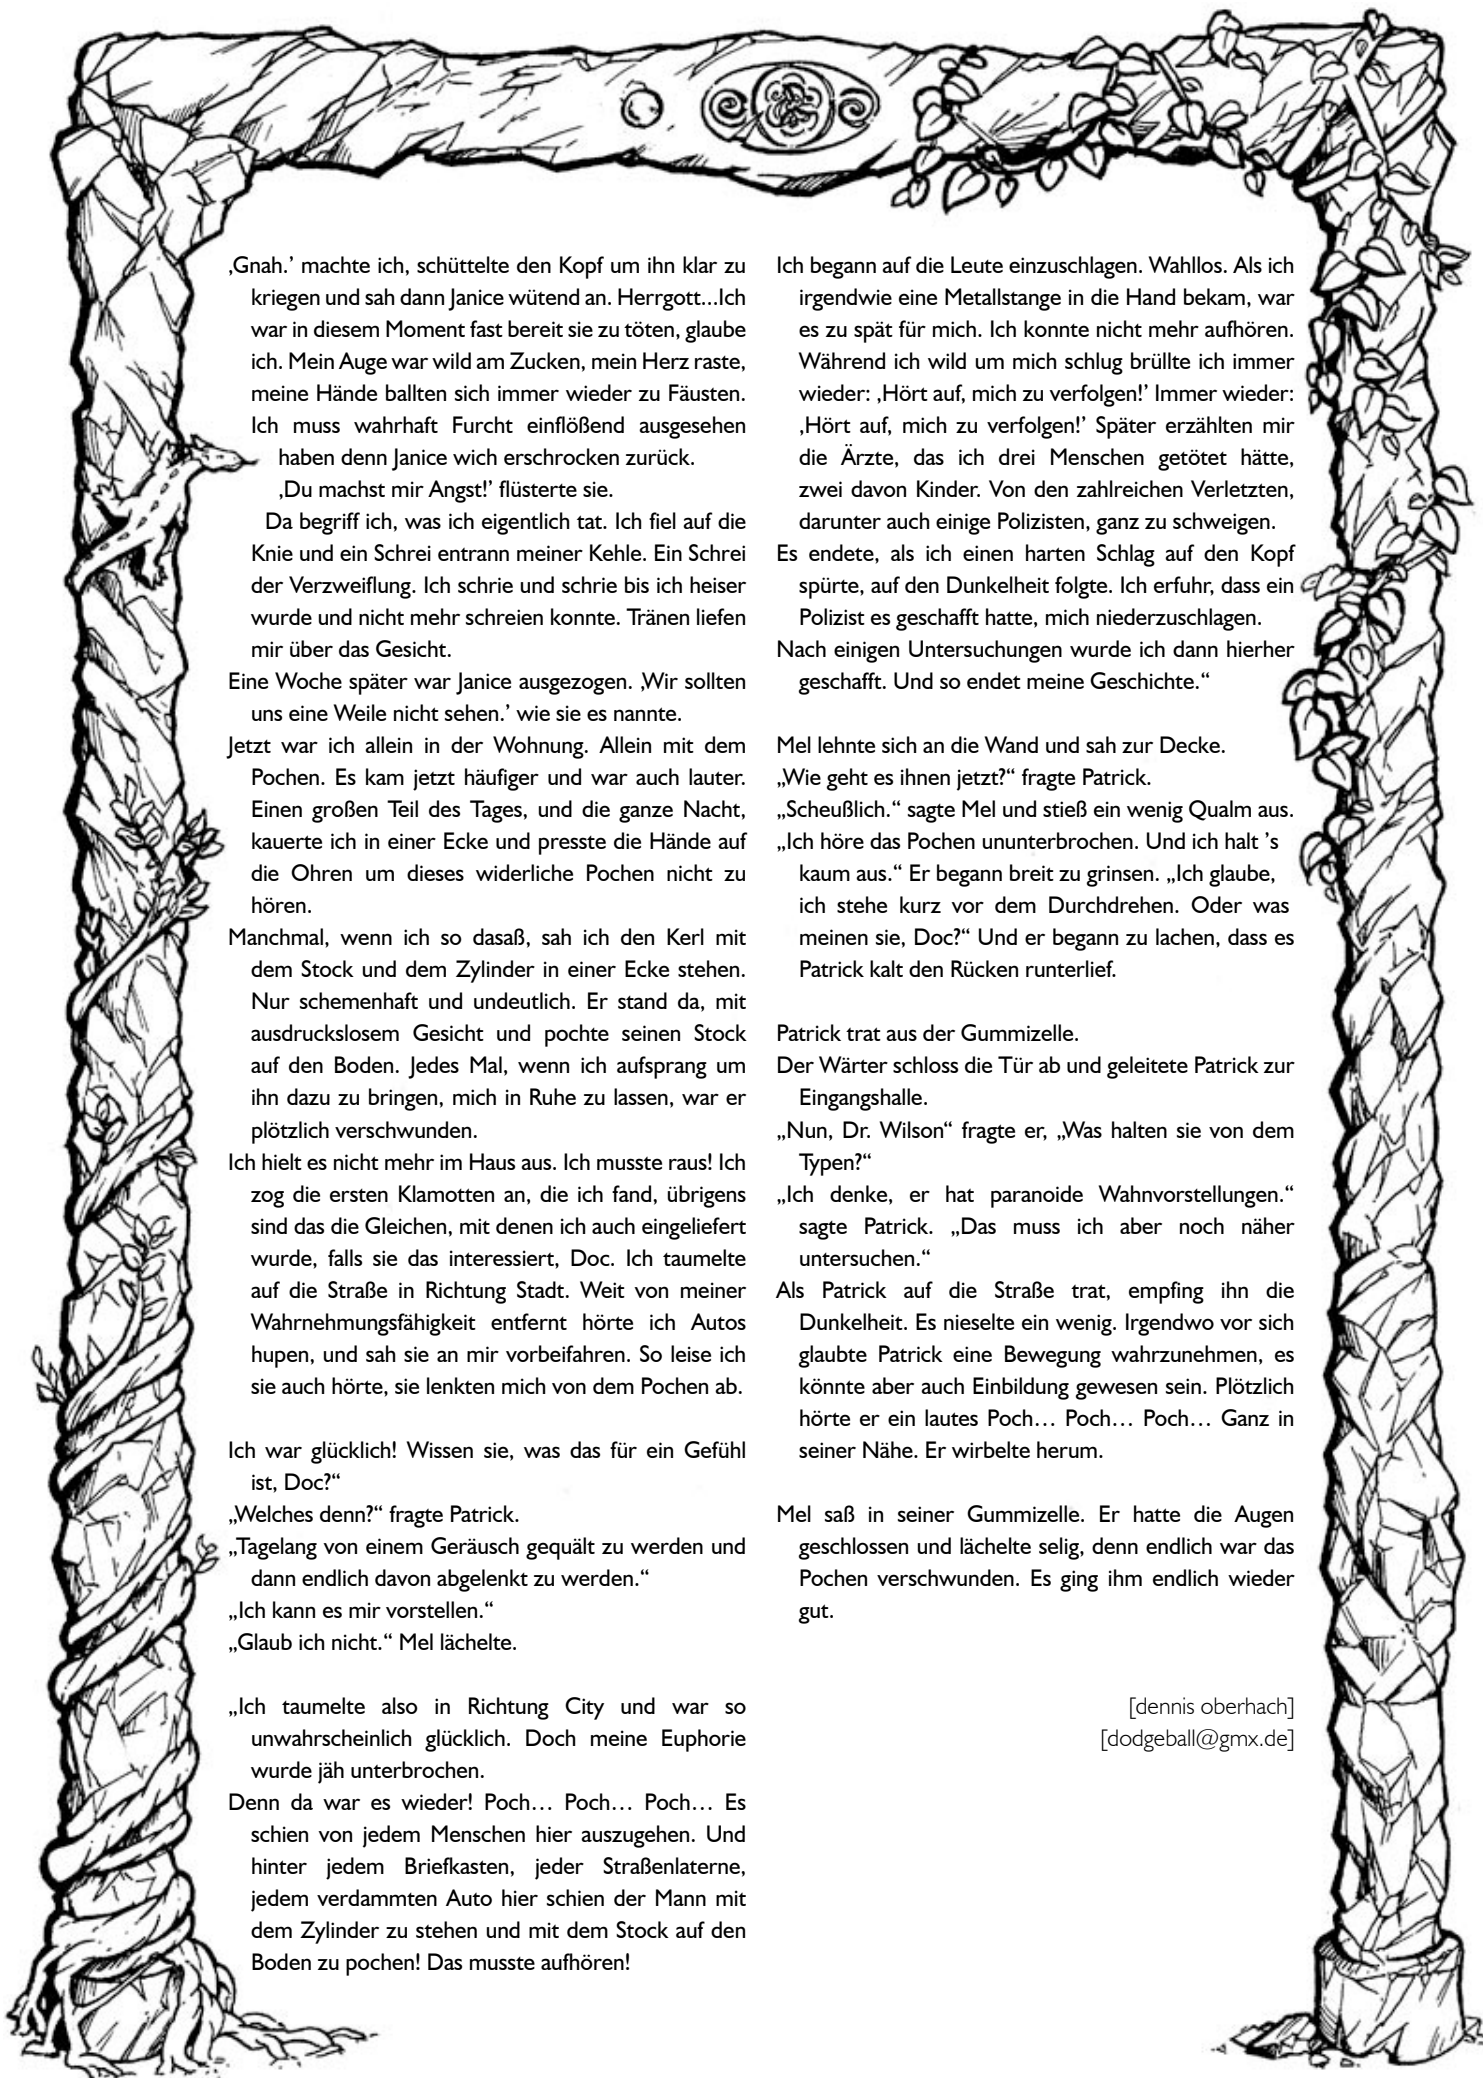 ‚Gnah.’ machte ich, schüttelte den Kopf um ihn klar zu
kriegen und sah dann Janice wütend an. Herrgott...Ich
war in diesem Moment fast bereit sie zu töten, glaube
ich. Mein Auge war wild am Zucken, mein Herz raste,
meine Hände ballten sich immer wieder zu Fäusten.
Ich muss wahrhaft Furcht einflößend ausgesehen
haben denn Janice wich erschrocken zurück.
‚Du machst mir Angst!’ flüsterte sie.
Da begriff ich, was ich eigentlich tat. Ich fiel auf die
Knie und ein Schrei entrann meiner Kehle. Ein Schrei
der Verzweiflung. Ich schrie und schrie bis ich heiser
wurde und nicht mehr schreien konnte. Tränen liefen
mir über das Gesicht.
Eine Woche später war Janice ausgezogen. ‚Wir sollten
uns eine Weile nicht sehen.’ wie sie es nannte.
Jetzt war ich allein in der Wohnung. Allein mit dem
Pochen. Es kam jetzt häufiger und war auch lauter.
Einen großen Teil des Tages, und die ganze Nacht,
kauerte ich in einer Ecke und presste die Hände auf
die Ohren um dieses widerliche Pochen nicht zu
hören.
Manchmal, wenn ich so dasaß, sah ich den Kerl mit
dem Stock und dem Zylinder in einer Ecke stehen.
Nur schemenhaft und undeutlich. Er stand da, mit
ausdruckslosem Gesicht und pochte seinen Stock
auf den Boden. Jedes Mal, wenn ich aufsprang um
ihn dazu zu bringen, mich in Ruhe zu lassen, war er
plötzlich verschwunden.
Ich hielt es nicht mehr im Haus aus. Ich musste raus! Ich
zog die ersten Klamotten an, die ich fand, übrigens
sind das die Gleichen, mit denen ich auch eingeliefert
wurde, falls sie das interessiert, Doc. Ich taumelte
auf die Straße in Richtung Stadt. Weit von meiner
Wahrnehmungsfähigkeit entfernt hörte ich Autos
hupen, und sah sie an mir vorbeifahren. So leise ich
sie auch hörte, sie lenkten mich von dem Pochen ab.
Ich war glücklich! Wissen sie, was das für ein Gefühl
ist, Doc?“
„Welches denn?“ fragte Patrick.
„Tagelang von einem Geräusch gequält zu werden und
dann endlich davon abgelenkt zu werden.“
„Ich kann es mir vorstellen.“
„Glaub ich nicht.“ Mel lächelte.
„Ich taumelte also in Richtung City und war so
unwahrscheinlich glücklich. Doch meine Euphorie
wurde jäh unterbrochen.
Denn da war es wieder! Poch… Poch… Poch… Es
schien von jedem Menschen hier auszugehen. Und
hinter jedem Briefkasten, jeder Straßenlaterne,
jedem verdammten Auto hier schien der Mann mit
dem Zylinder zu stehen und mit dem Stock auf den
Boden zu pochen! Das musste aufhören!
Ich begann auf die Leute einzuschlagen. Wahllos. Als ich
irgendwie eine Metallstange in die Hand bekam, war
es zu spät für mich. Ich konnte nicht mehr aufhören.
Während ich wild um mich schlug brüllte ich immer
wieder: ‚Hört auf, mich zu verfolgen!’ Immer wieder:
‚Hört auf, mich zu verfolgen!’ Später erzählten mir
die Ärzte, das ich drei Menschen getötet hätte,
zwei davon Kinder. Von den zahlreichen Verletzten,
darunter auch einige Polizisten, ganz zu schweigen.
Es endete, als ich einen harten Schlag auf den Kopf
spürte, auf den Dunkelheit folgte. Ich erfuhr, dass ein
Polizist es geschafft hatte, mich niederzuschlagen.
Nach einigen Untersuchungen wurde ich dann hierher
geschafft. Und so endet meine Geschichte.“
Mel lehnte sich an die Wand und sah zur Decke.
„Wie geht es ihnen jetzt?“ fragte Patrick.
„Scheußlich.“ sagte Mel und stieß ein wenig Qualm aus.
„Ich höre das Pochen ununterbrochen. Und ich halt ’s
kaum aus.“ Er begann breit zu grinsen. „Ich glaube,
ich stehe kurz vor dem Durchdrehen. Oder was
meinen sie, Doc?“ Und er begann zu lachen, dass es
Patrick kalt den Rücken runterlief.
Patrick trat aus der Gummizelle.
Der Wärter schloss die Tür ab und geleitete Patrick zur
Eingangshalle.
„Nun, Dr. Wilson“ fragte er, „Was halten sie von dem
Typen?“
„Ich denke, er hat paranoide Wahnvorstellungen.“
sagte Patrick. „Das muss ich aber noch näher
untersuchen.“
Als Patrick auf die Straße trat, empfing ihn die
Dunkelheit. Es nieselte ein wenig. Irgendwo vor sich
glaubte Patrick eine Bewegung wahrzunehmen, es
könnte aber auch Einbildung gewesen sein. Plötzlich
hörte er ein lautes Poch… Poch… Poch… Ganz in
seiner Nähe. Er wirbelte herum.
Mel saß in seiner Gummizelle. Er hatte die Augen
geschlossen und lächelte selig, denn endlich war das
Pochen verschwunden. Es ging ihm endlich wieder
gut.
[dennis oberhach]
[dodgeball@gmx.de]